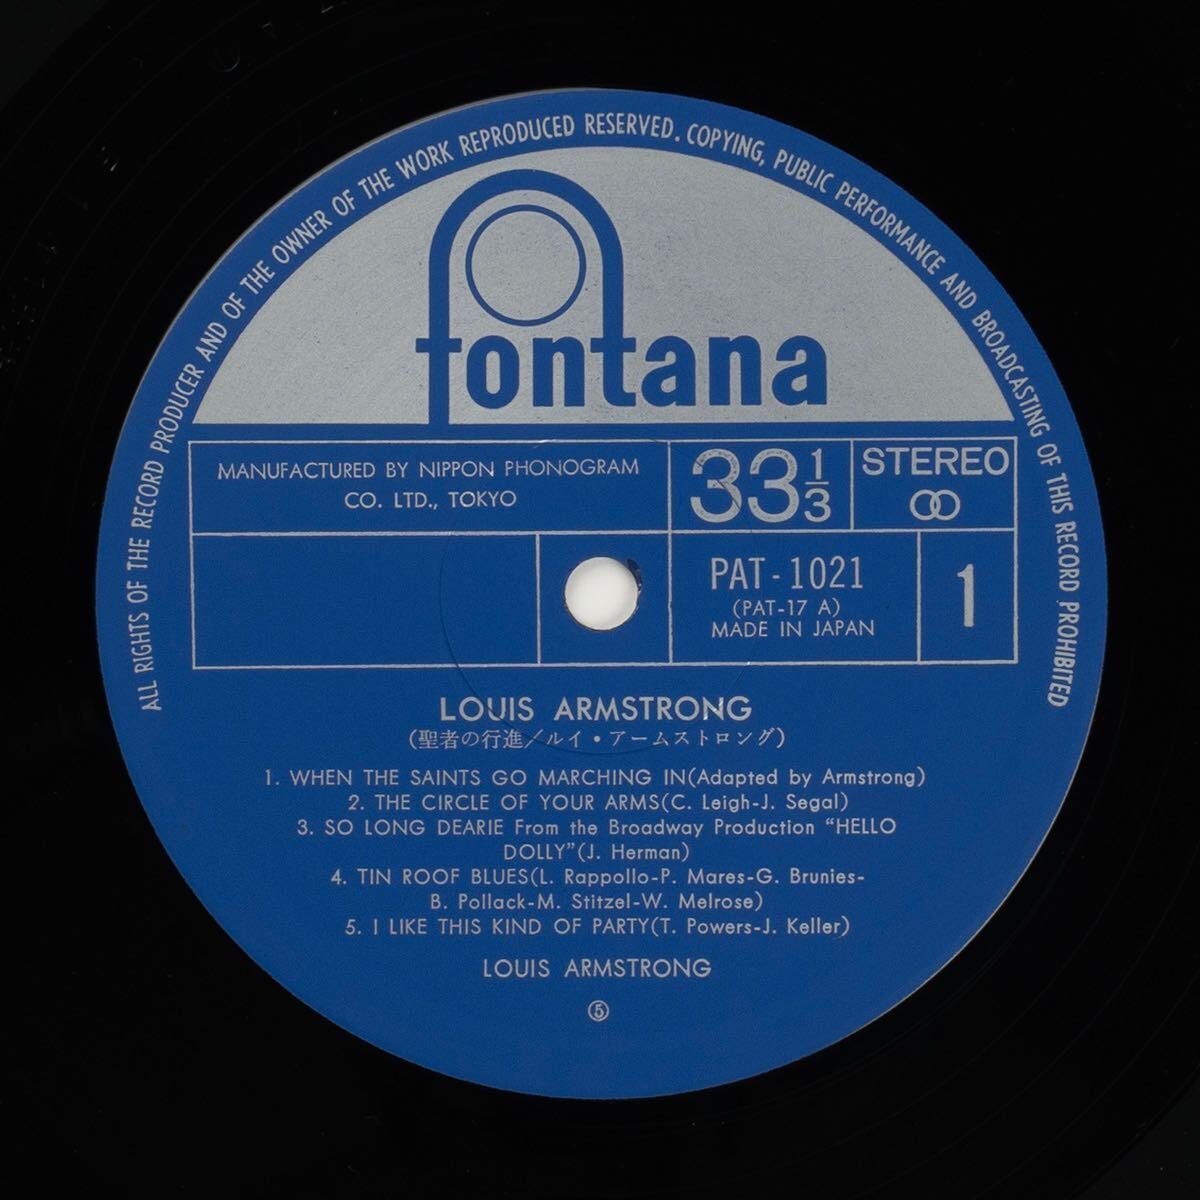 ALL RIGHTS OF THE RECORD PRODUCER AND OF THE OWNER OF THE WORK REPRODUCED RESERVED. COPYING, PUBLIC PERFORMANCE AND BROADCASTING OF THIS RECORD PROHIBITED
fontana
MANUFACTURED BY NIPPON PHONOGRAM
CO. LTD., TOKYO
33 1/3
STEREO
PAT-1021
(PAT-17 A)
MADE IN JAPAN
1
LOUIS ARMSTRONG
(聖者の行進/ルイ・アームストロング)
1. WHEN THE SAINTS GO MARCHING IN(Adapted by Armstrong)
2. THE CIRCLE OF YOUR ARMS(C. Leigh-J. Segal)
3. SO LONG DEARIE From the Broadway Production "HELLO
DOLLY"(J. Herman)
4. TIN ROOF BLUES(L. Rappollo-P. Mares-G. Brunies-
B. Pollack-M. Stitzel-W. Melrose)
5. I LIKE THIS KIND OF PARTY(T. Powers-J. Keller)
LOUIS ARMSTRONG
⑤